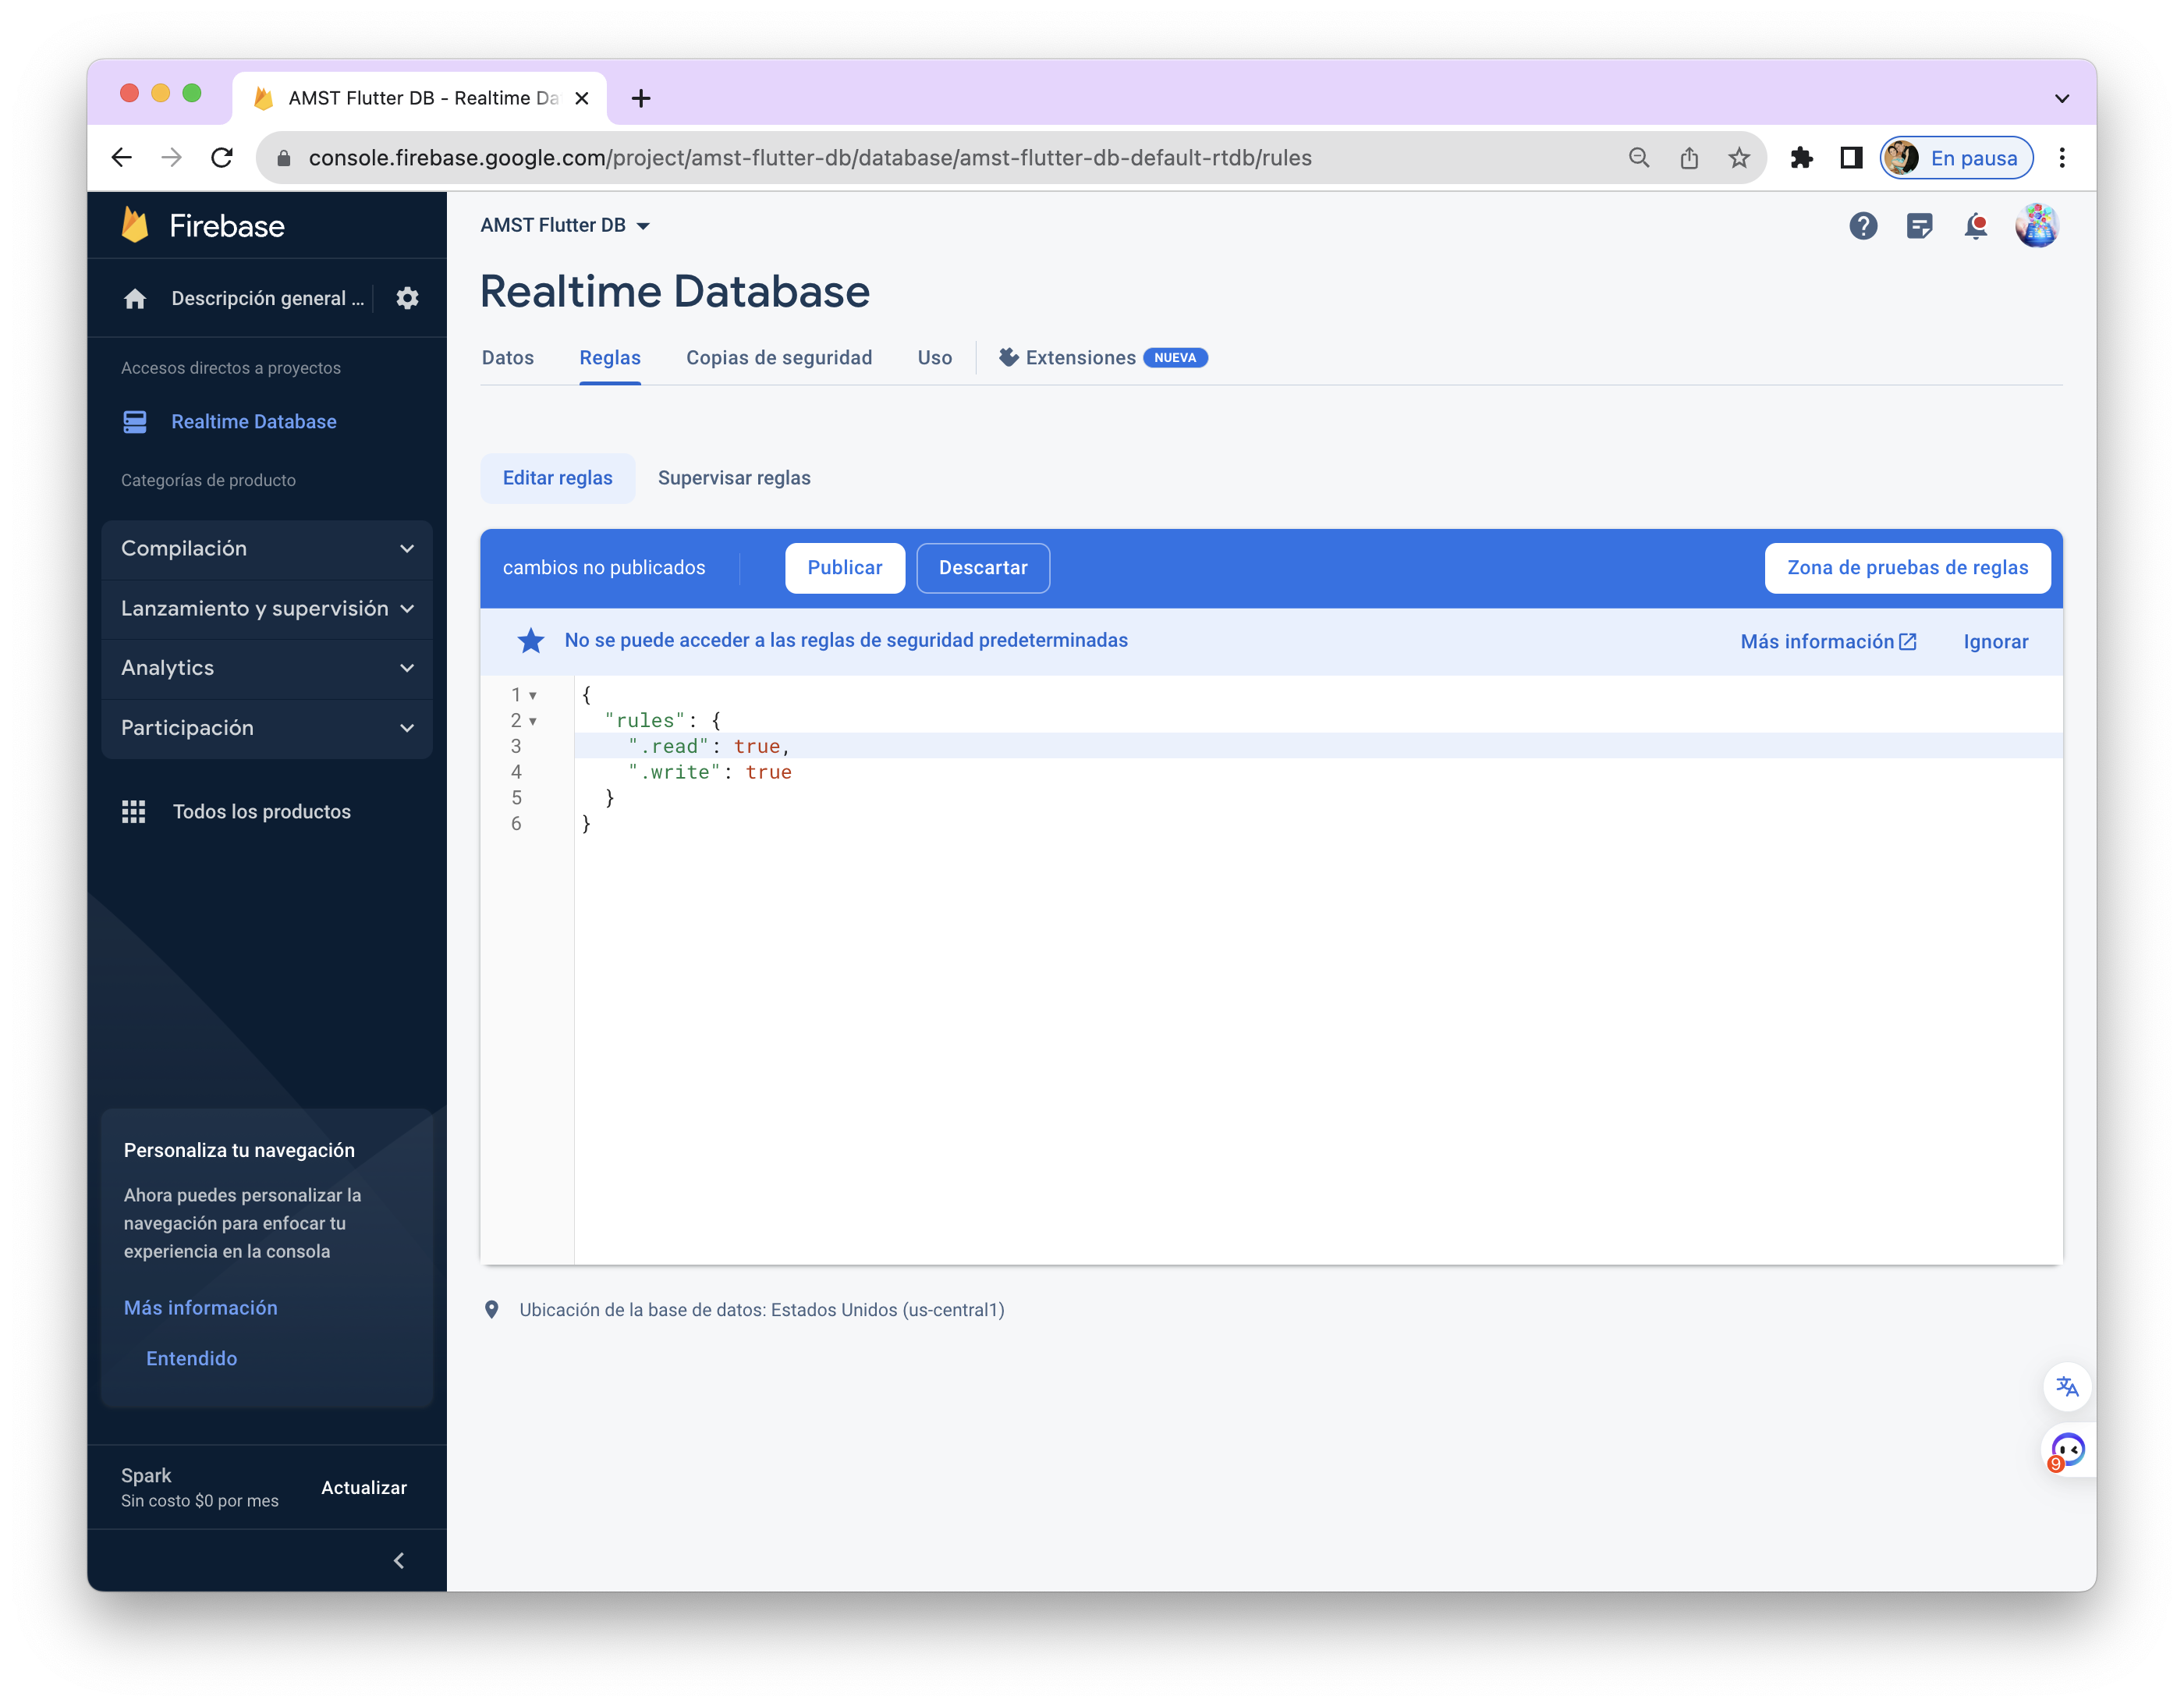 AMST Flutter DB - Realtime Da
console.firebase.google.com/project/amst-flutter-db/database/amst-flutter-db-default-rtdb/rules
En pausa
Firebase
Descripción general ...
Accesos directos a proyectos
Realtime Database
Categorías de producto
Compilación
Lanzamiento y supervisión
Analytics
Participación
Todos los productos
Personaliza tu navegación
Ahora puedes personalizar la
navegación para enfocar tu
experiencia en la consola
Más información
Entendido
Spark
Sin costo $0 por mes
Actualizar
AMST Flutter DB
Realtime Database
Datos Reglas Copias de seguridad Uso Extensiones NUEVA
Editar reglas Supervisar reglas
cambios no publicados Publicar Descartar Zona de pruebas de reglas
No se puede acceder a las reglas de seguridad predeterminadas Más información Ignorar
1 {
2 "rules": {
3 ".read": true,
4 ".write": true
5 }
6 }
Ubicación de la base de datos: Estados Unidos (us-central1)
9